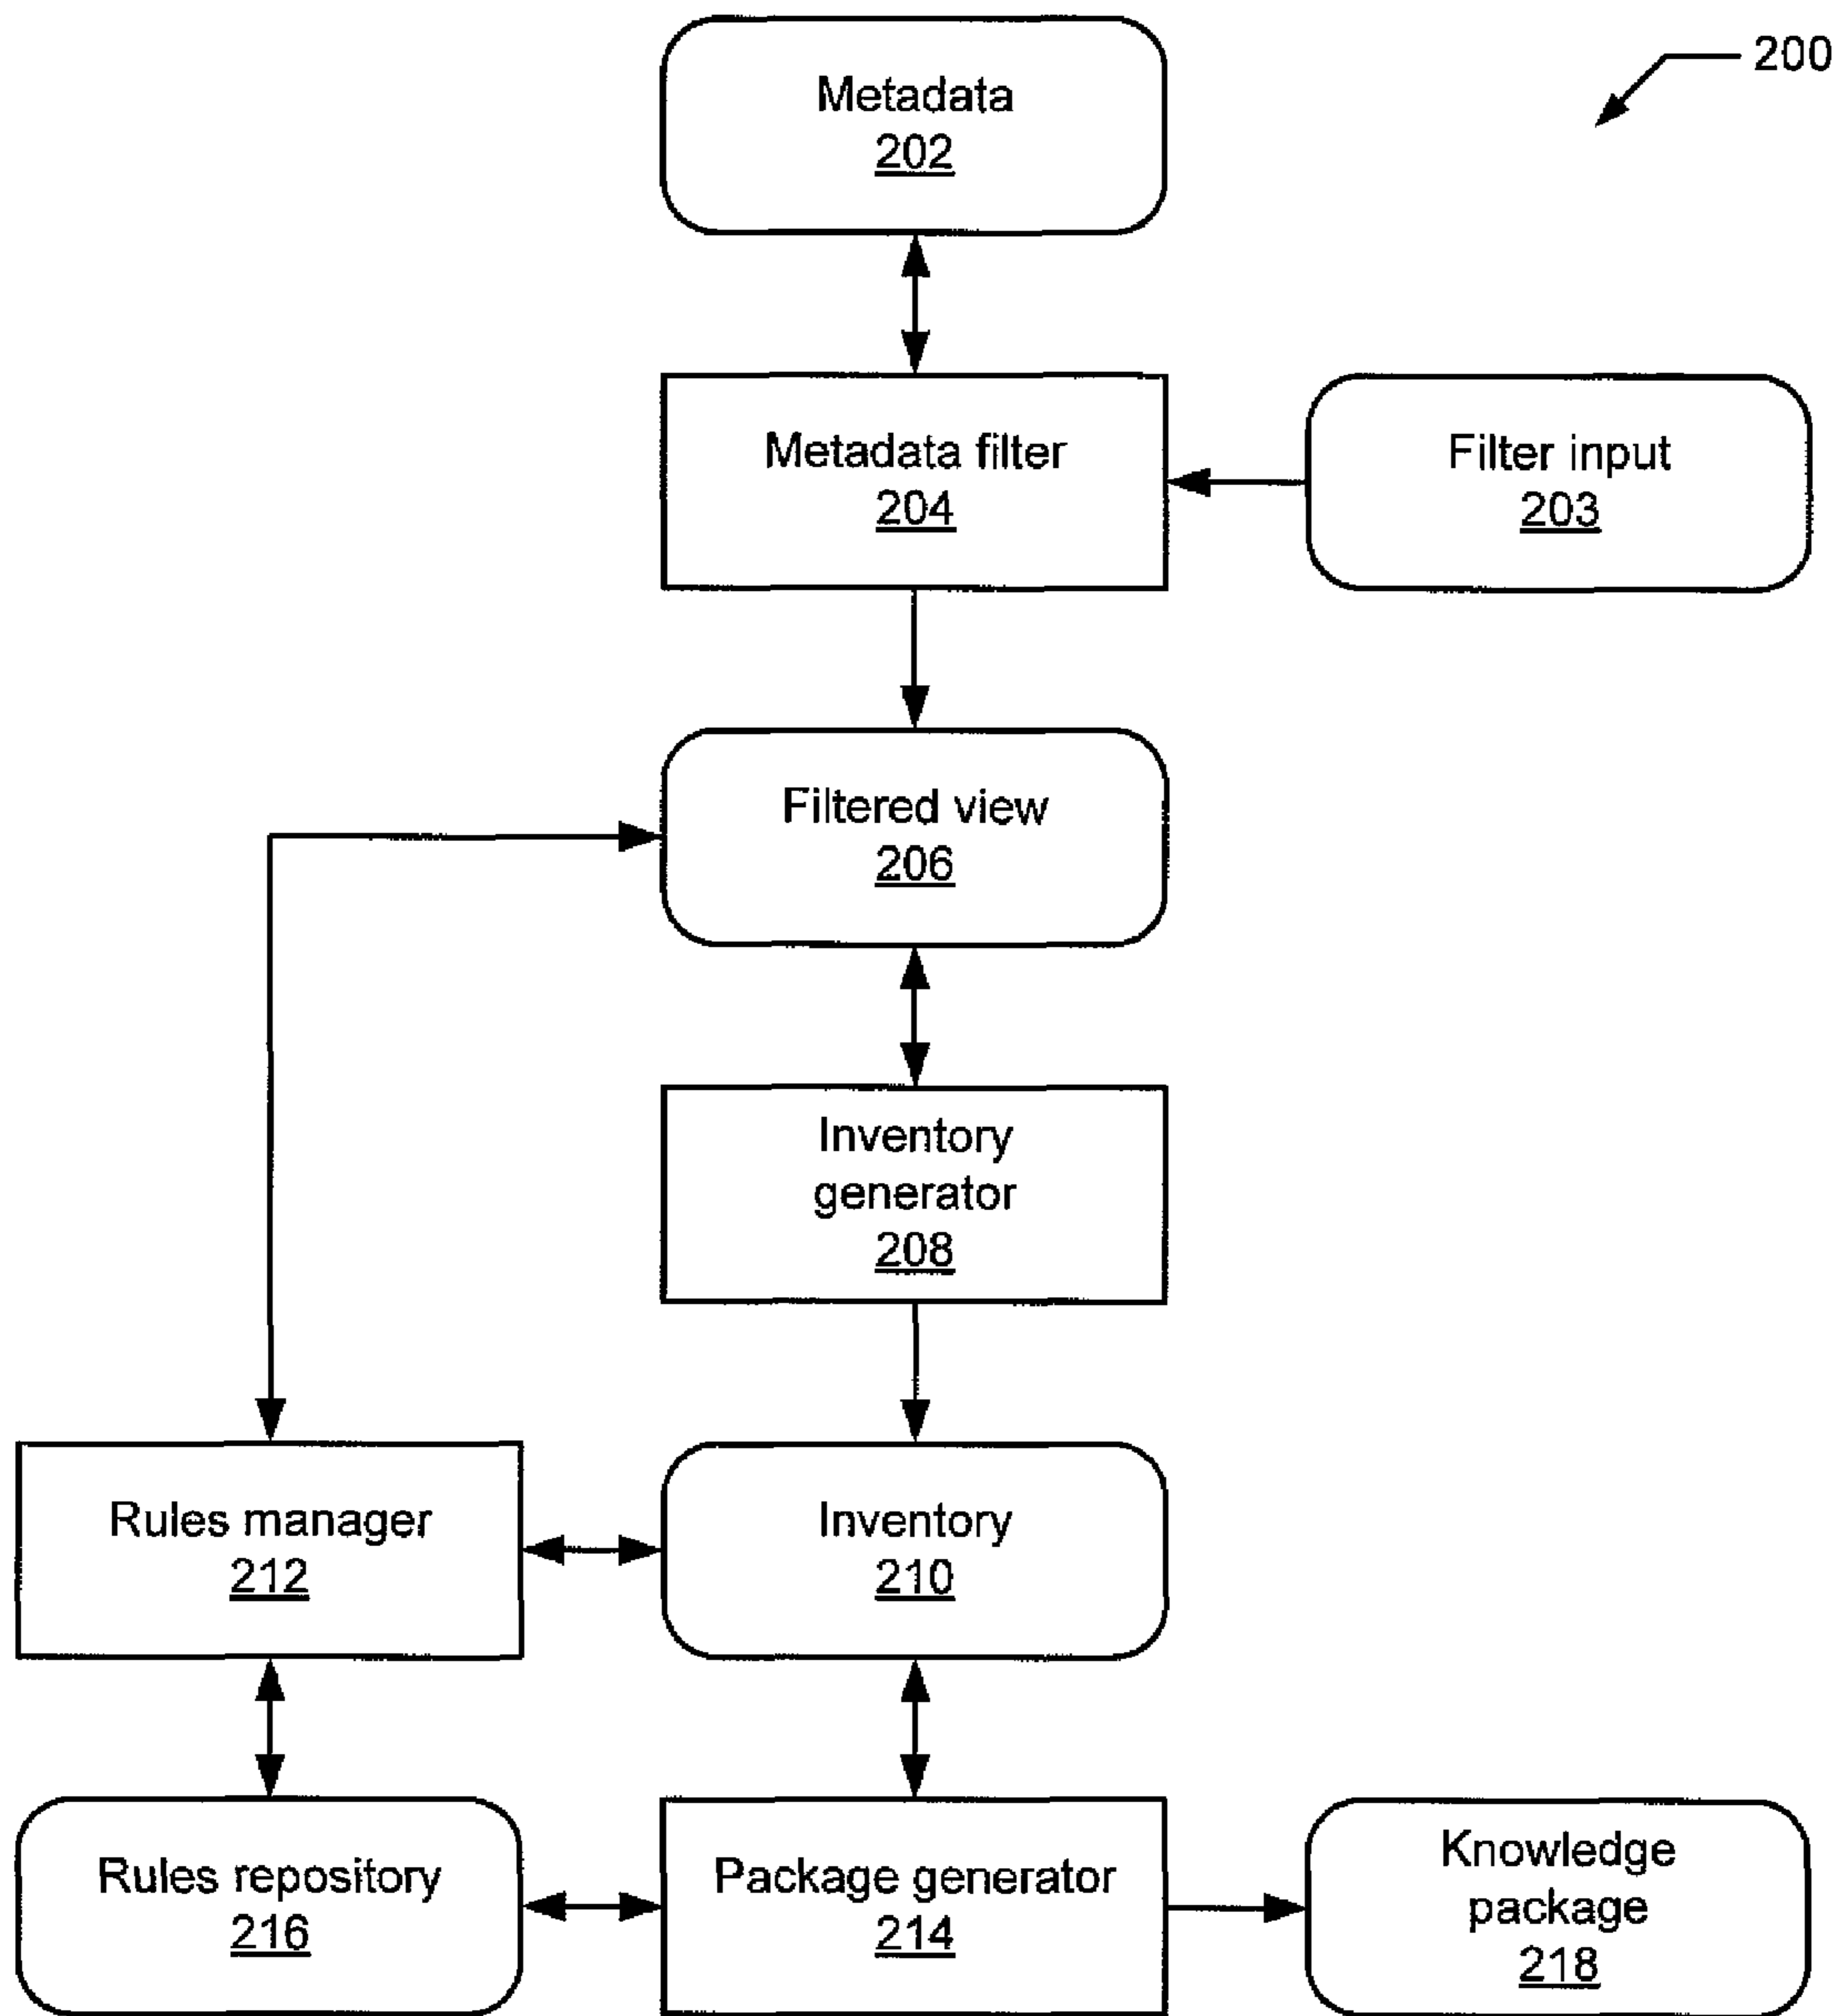 200
Metadata
202
Metadata filter
204
Filter input
203
Filtered view
206
Inventory
generator
208
Rules manager
212
Inventory
210
Rules repository
216
Package generator
214
Knowledge
package
218